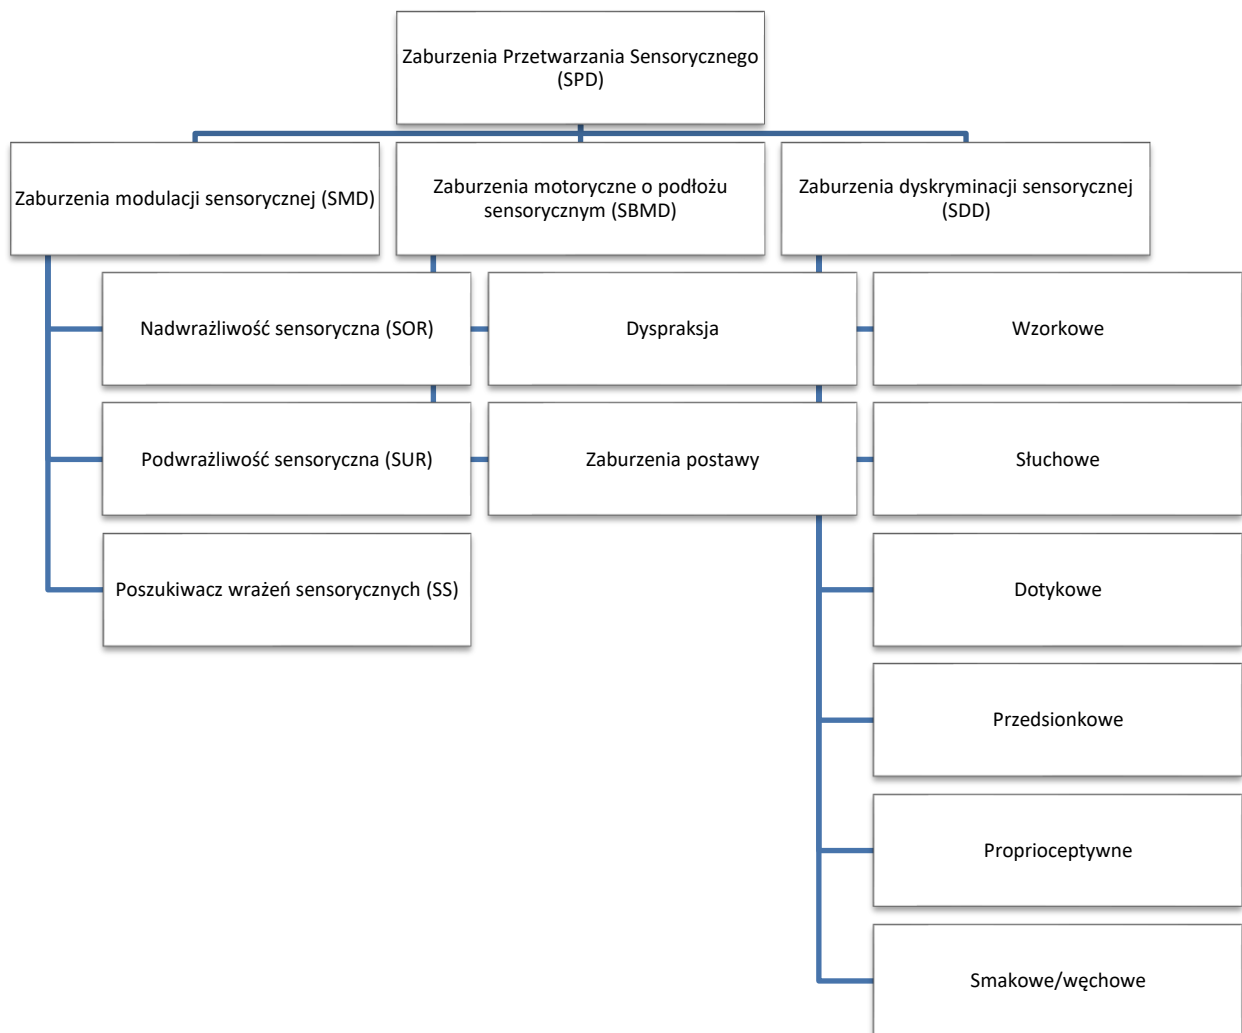 Zaburzenia Przetwarzania Sensorycznego
(SPD)
Zaburzenia modulacji sensorycznej (SMD)
Zaburzenia motoryczne o podłożu
sensorycznym (SBMD)
Zaburzenia dyskryminacji sensorycznej
(SDD)
Nadwrażliwość sensoryczna (SOR)
Dyspraksja
Wzorkowe
Podwrażliwość sensoryczna (SUR)
Zaburzenia postawy
Słuchowe
Poszukiwacz wrażeń sensorycznych (SS)
Dotykowe
Przedsionkowe
Proprioceptywne
Smakowe/węchowe